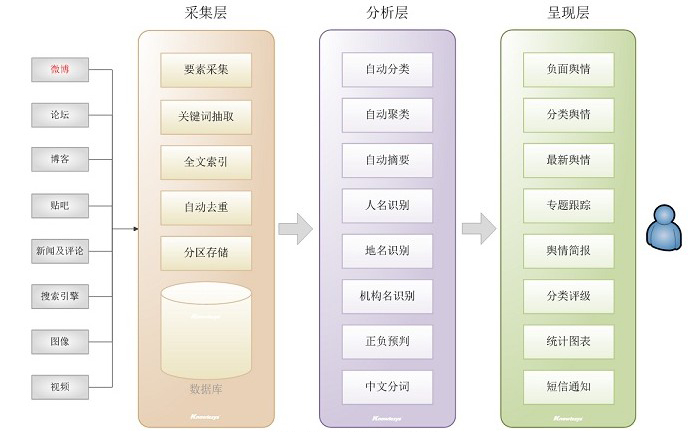 采集层
分析层
呈现层
微博
论坛
博客
贴吧
新闻及评论
搜索引擎
图像
视频
要素采集
关键词抽取
全文索引
自动去重
分区存储
数据库
自动分类
自动聚类
自动摘要
人名识别
地名识别
机构名识别
正负预判
中文分词
负面舆情
分类舆情
最新舆情
专题跟踪
舆情简报
分类评级
统计图表
短信通知